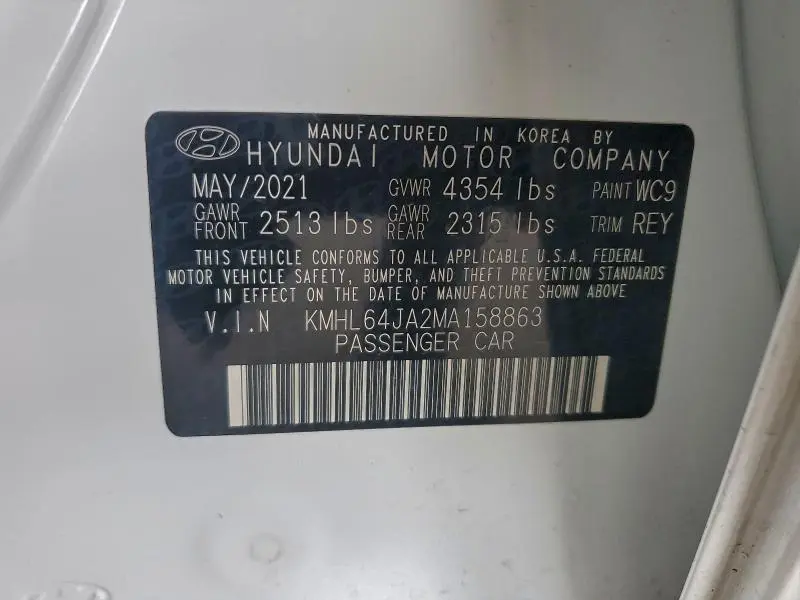 MANUFACTURED IN KOREA BY
HYUNDAI MOTOR COMPANY
MAY/2021 GVWR 4354 lbs PAINT WC9
GAWR FRONT 2513 lbs GAWR REAR 2315 lbs TRIM REY
THIS VEHICLE CONFORMS TO ALL APPLICABLE U.S.A. FEDERAL
MOTOR VEHICLE SAFETY, BUMPER, AND THEFT PREVENTION STANDARDS
IN EFFECT ON THE DATE OF MANUFACTURE SHOWN ABOVE
V.I.N KMHL64JA2MA158863
PASSENGER CAR